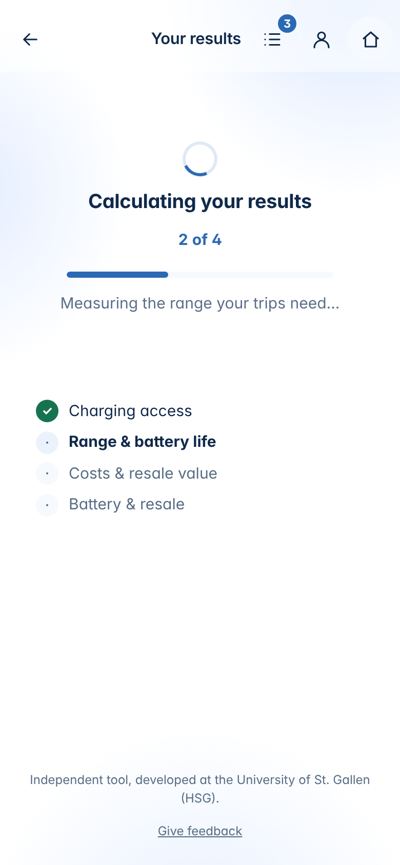 Your results
3
Calculating your results
2 of 4
Measuring the range your trips need...
Charging access
Range & battery life
Costs & resale value
Battery & resale
Independent tool, developed at the University of St. Gallen
(HSG).
Give feedback